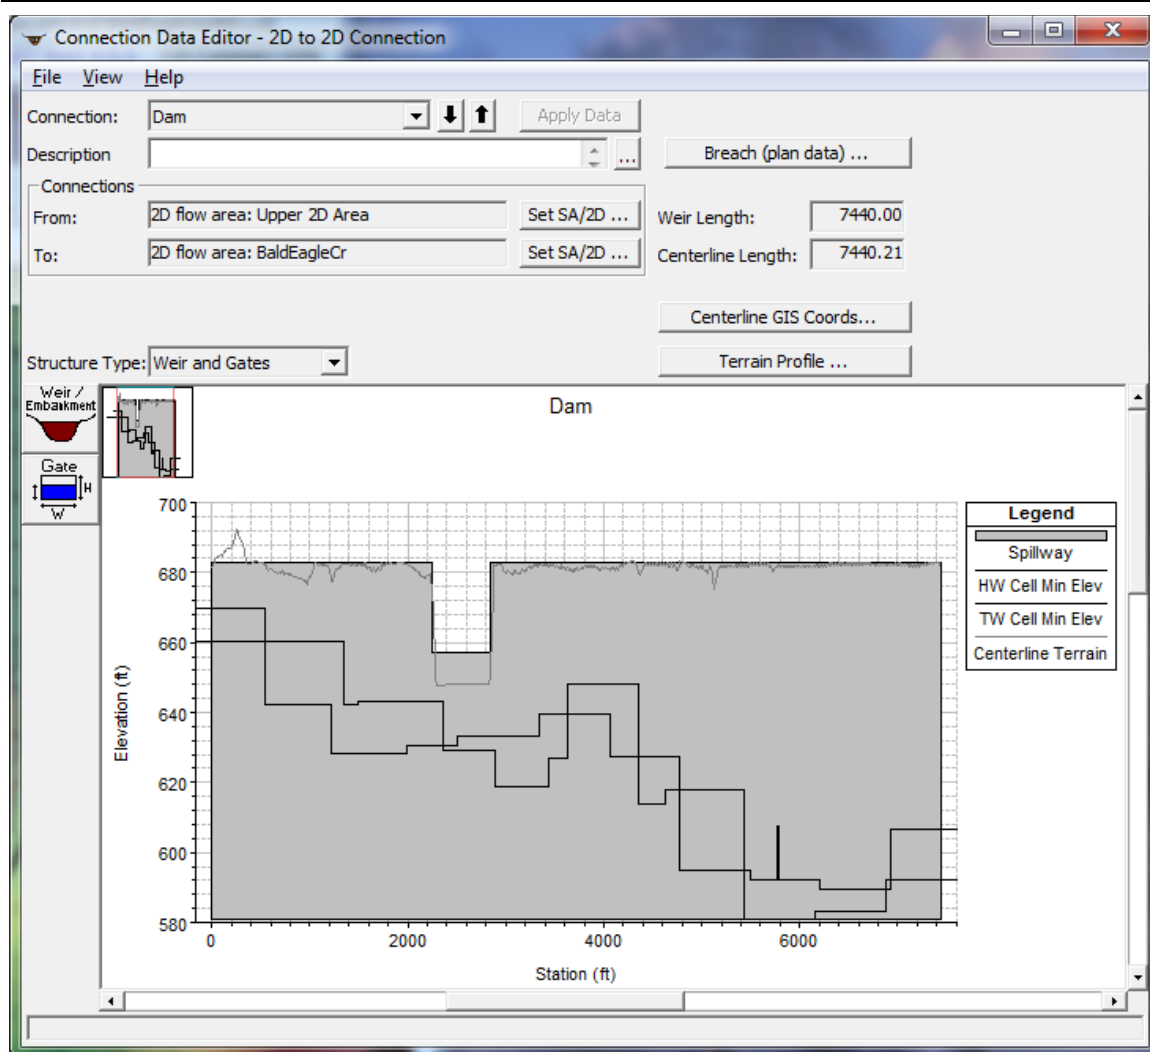 Connection Data Editor - 2D to 2D Connection
File View Help
Connection: Dam Apply Data
Description ... Breach (plan data) ...
Connections
From: 2D flow area: Upper 2D Area Set SA/2D ... Weir Length: 7440.00
To: 2D flow area: BaldEagleCr Set SA/2D ... Centerline Length: 7440.21
Centerline GIS Coords...
Structure Type: Weir and Gates Terrain Profile ...
Weir /
Embankment
Gate
H
W
Dam
700
680
660
640
620
600
580
Elevation (ft)
0 2000 4000 6000
Station (ft)
Legend
Spillway
HW Cell Min Elev
TW Cell Min Elev
Centerline Terrain